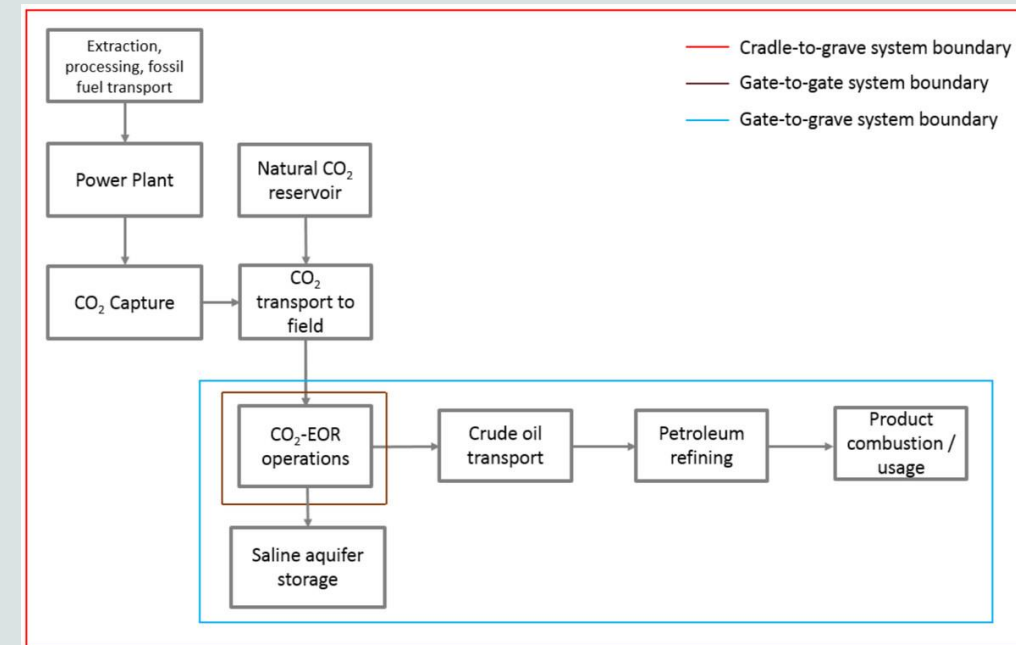 Extraction,
processing, fossil
fuel transport
Cradle-to-grave system boundary
Gate-to-gate system boundary
Gate-to-grave system boundary
Power Plant
Natural CO₂
reservoir
CO₂ Capture
CO₂
transport to
field
CO₂-EOR
operations
Crude oil
transport
Petroleum
refining
Product
combustion /
usage
Saline aquifer
storage